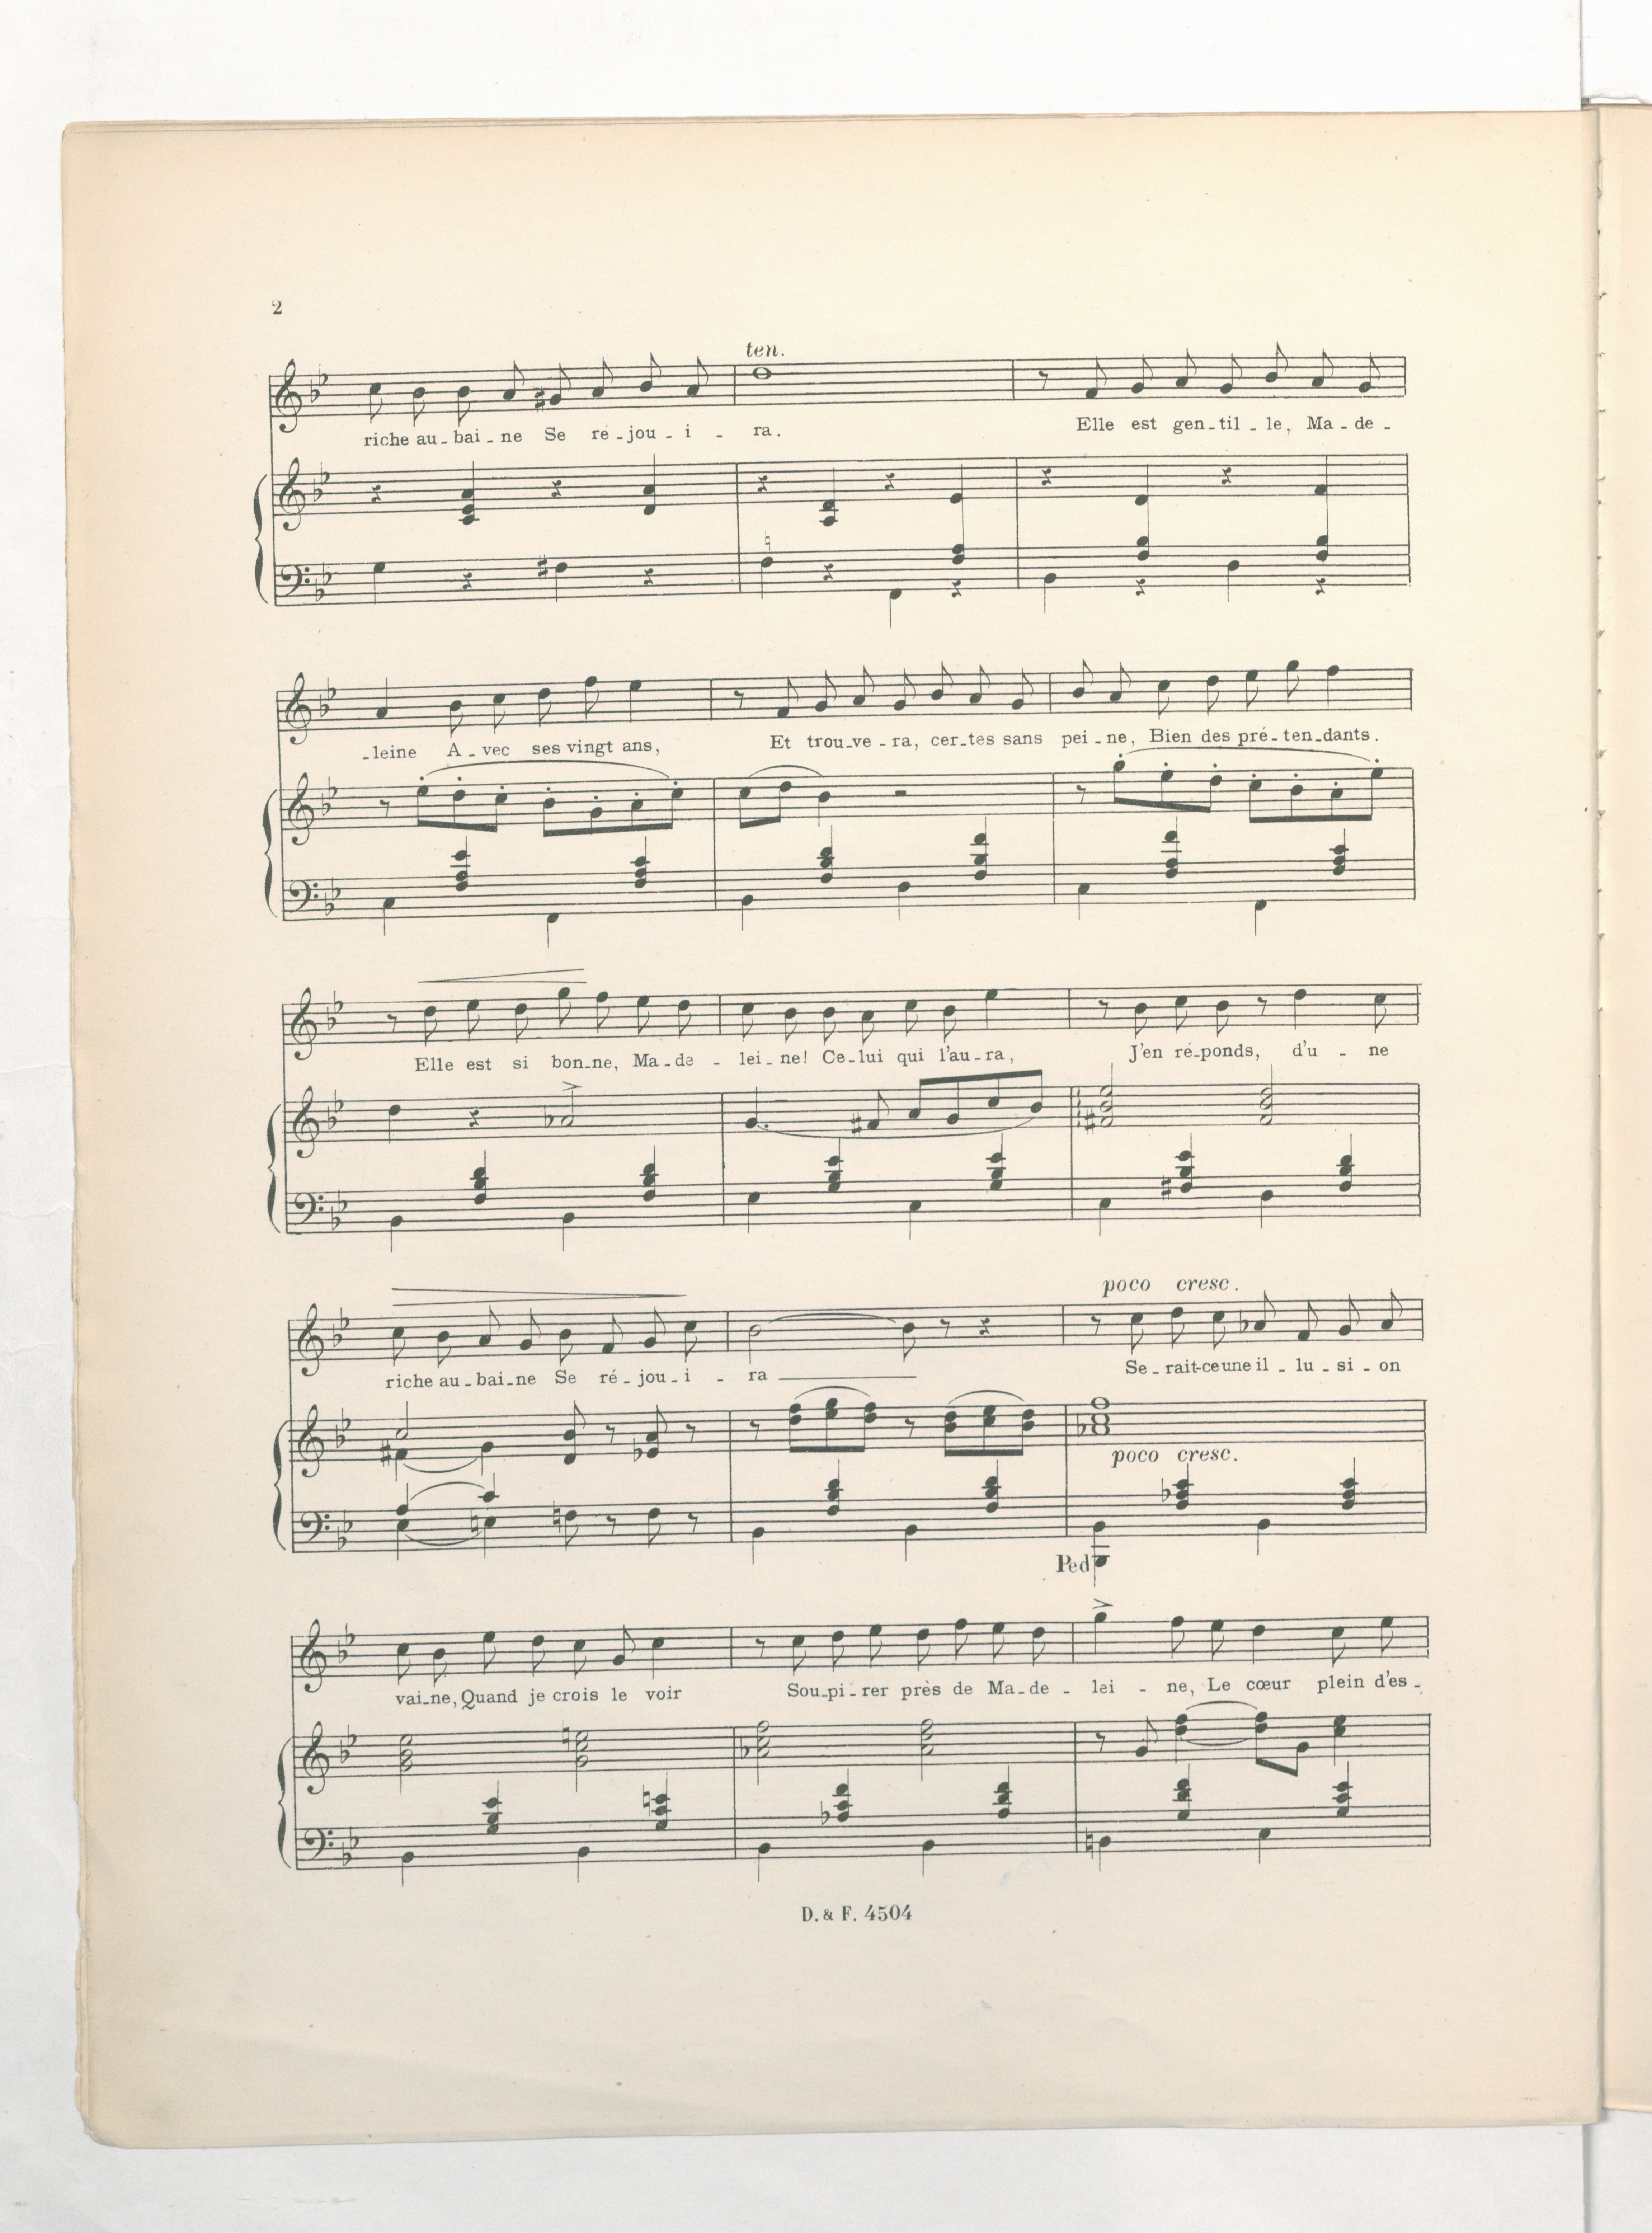 2
ten.
riche au_bai_ne Se ré_jou_i_ra. Elle est gen_til_le, Ma_de_
_leine A_vec ses vingt ans, Et trou_ve_ra, cer_tes sans pei_ne, Bien des pré_ten_dants.
Elle est si bon_ne, Ma_de_lei_ne! Ce_lui qui l'au_ra, J'en ré_ponds, d'u_ne
poco cresc.
riche au_bai_ne Se ré_jou_i_ra Se_rait-ce une il_lu_si_on
poco cresc.
Ped
vai_ne, Quand je crois le voir Sou_pi_rer près de Ma_de_lei_ne, Le cœur plein d'es_
D. & F. 4504